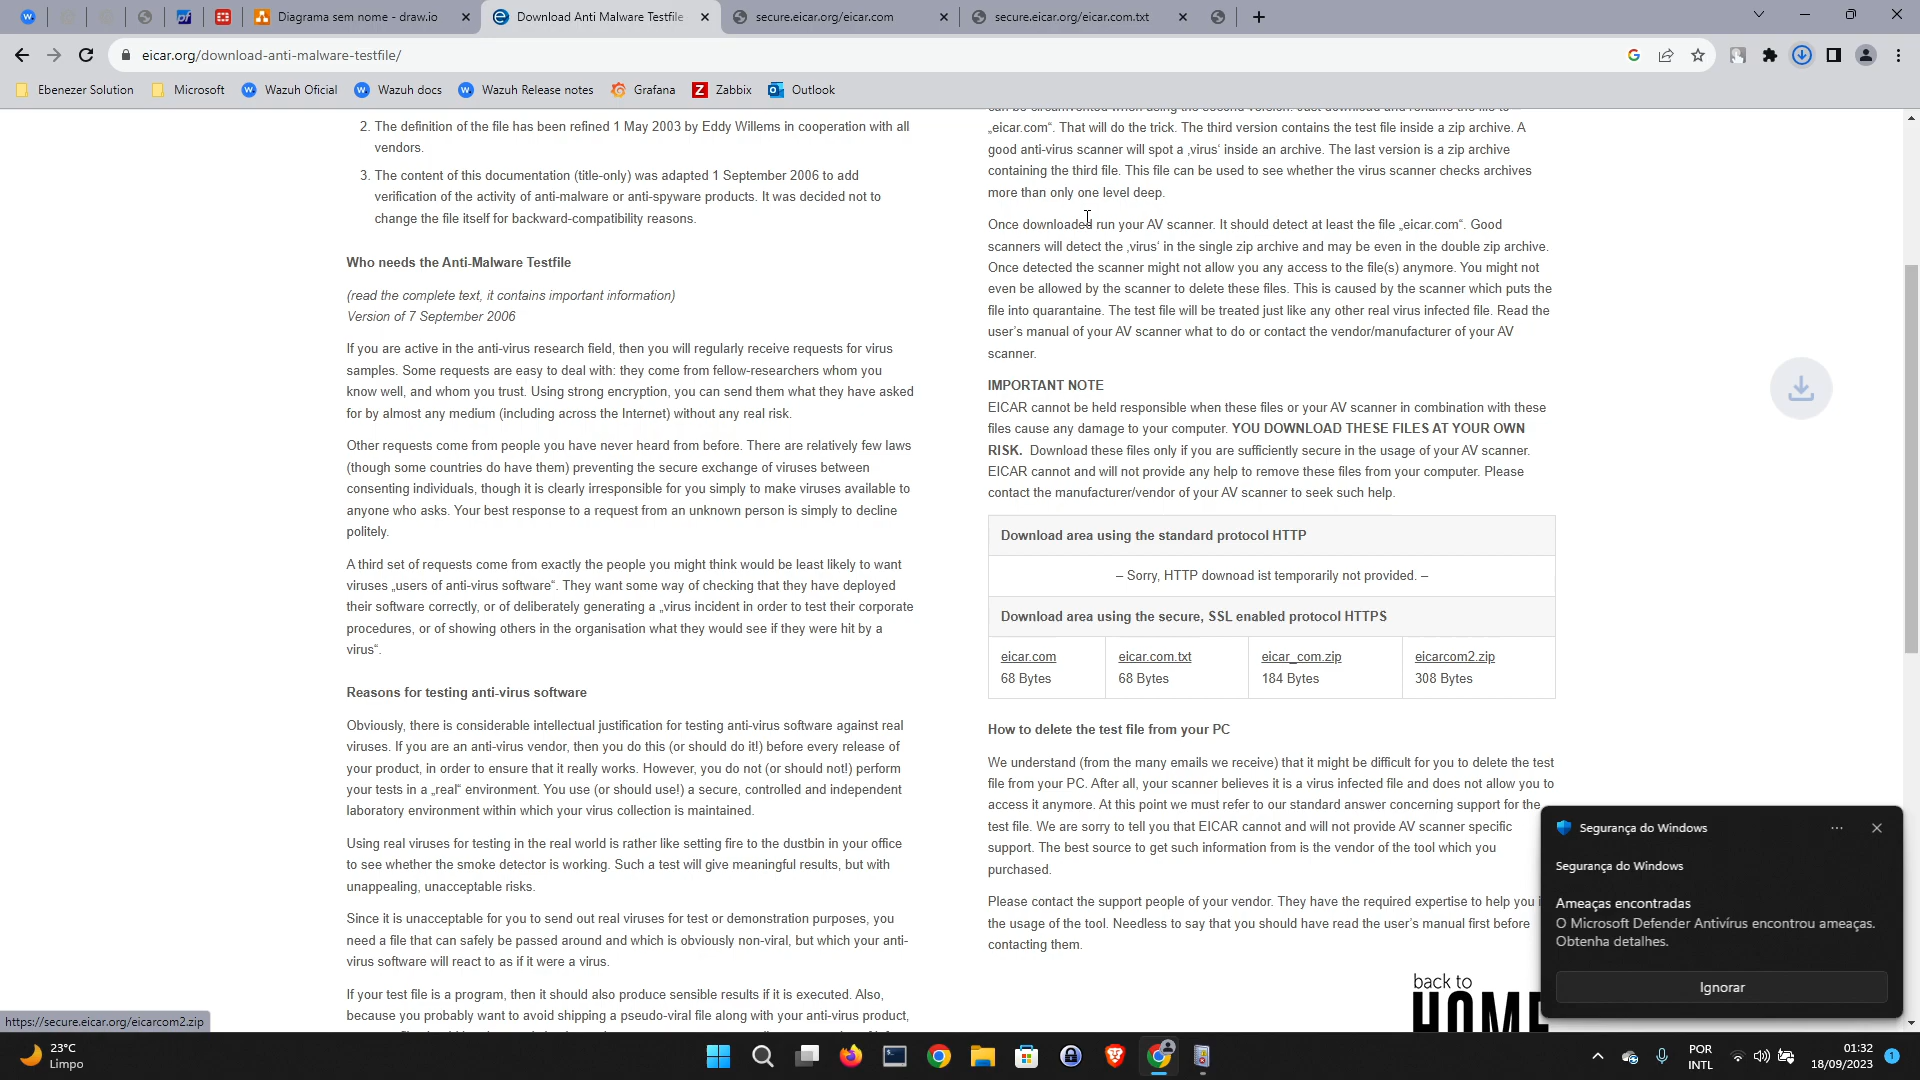 Diagrama sem nome - draw.io
Download Anti Malware Testfile
secure.eicar.org/eicar.com
secure.eicar.org/eicar.com.txt
eicar.org/download-anti-malware-testfile/
Ebenezer Solution
Microsoft
Wazuh Oficial
Wazuh docs
Wazuh Release notes
Grafana
Zabbix
Outlook
2. The definition of the file has been refined 1 May 2003 by Eddy Willems in cooperation with all
vendors.
3. The content of this documentation (title-only) was adapted 1 September 2006 to add
verification of the activity of anti-malware or anti-spyware products. It was decided not to
change the file itself for backward-compatibility reasons.
Who needs the Anti-Malware Testfile
(read the complete text, it contains important information)
Version of 7 September 2006
If you are active in the anti-virus research field, then you will regularly receive requests for virus
samples. Some requests are easy to deal with: they come from fellow-researchers whom you
know well, and whom you trust. Using strong encryption, you can send them what they have asked
for by almost any medium (including across the Internet) without any real risk.
Other requests come from people you have never heard from before. There are relatively few laws
(though some countries do have them) preventing the secure exchange of viruses between
consenting individuals, though it is clearly irresponsible for you simply to make viruses available to
anyone who asks. Your best response to a request from an unknown person is simply to decline
politely.
A third set of requests come from exactly the people you might think would be least likely to want
viruses „users of anti-virus software“. They want some way of checking that they have deployed
their software correctly, or of deliberately generating a „virus incident in order to test their corporate
procedures, or of showing others in the organisation what they would see if they were hit by a
virus“.
Reasons for testing anti-virus software
Obviously, there is considerable intellectual justification for testing anti-virus software against real
viruses. If you are an anti-virus vendor, then you do this (or should do it!) before every release of
your product, in order to ensure that it really works. However, you do not (or should not!) perform
your tests in a „real“ environment. You use (or should use!) a secure, controlled and independent
laboratory environment within which your virus collection is maintained.
Using real viruses for testing in the real world is rather like setting fire to the dustbin in your office
to see whether the smoke detector is working. Such a test will give meaningful results, but with
unappealing, unacceptable risks.
Since it is unacceptable for you to send out real viruses for test or demonstration purposes, you
need a file that can safely be passed around and which is obviously non-viral, but which your anti-
virus software will react to as if it were a virus.
If your test file is a program, then it should also produce sensible results if it is executed. Also,
because you probably want to avoid shipping a pseudo-viral file along with your anti-virus product,
can be circumvented when using the second version. Just download and rename the file to
„eicar.com“. That will do the trick. The third version contains the test file inside a zip archive. A
good anti-virus scanner will spot a ‚virus‘ inside an archive. The last version is a zip archive
containing the third file. This file can be used to see whether the virus scanner checks archives
more than only one level deep.
Once downloaded run your AV scanner. It should detect at least the file „eicar.com“. Good
scanners will detect the ‚virus‘ in the single zip archive and may be even in the double zip archive.
Once detected the scanner might not allow you any access to the file(s) anymore. You might not
even be allowed by the scanner to delete these files. This is caused by the scanner which puts the
file into quarantaine. The test file will be treated just like any other real virus infected file. Read the
user’s manual of your AV scanner what to do or contact the vendor/manufacturer of your AV
scanner.
IMPORTANT NOTE
EICAR cannot be held responsible when these files or your AV scanner in combination with these
files cause any damage to your computer. YOU DOWNLOAD THESE FILES AT YOUR OWN
RISK. Download these files only if you are sufficiently secure in the usage of your AV scanner.
EICAR cannot and will not provide any help to remove these files from your computer. Please
contact the manufacturer/vendor of your AV scanner to seek such help.
Download area using the standard protocol HTTP
– Sorry, HTTP downoad ist temporarily not provided. –
Download area using the secure, SSL enabled protocol HTTPS
eicar.com
68 Bytes
eicar.com.txt
68 Bytes
eicar_com.zip
184 Bytes
eicarcom2.zip
308 Bytes
How to delete the test file from your PC
We understand (from the many emails we receive) that it might be difficult for you to delete the test
file from your PC. After all, your scanner believes it is a virus infected file and does not allow you to
access it anymore. At this point we must refer to our standard answer concerning support for the
test file. We are sorry to tell you that EICAR cannot and will not provide AV scanner specific
support. The best source to get such information from is the vendor of the tool which you
purchased.
Please contact the support people of your vendor. They have the required expertise to help you
the usage of the tool. Needless to say that you should have read the user’s manual first before
contacting them.
back to
HOME
Segurança do Windows
Segurança do Windows
Ameaças encontradas
O Microsoft Defender Antivírus encontrou ameaças.
Obtenha detalhes.
Ignorar
https://secure.eicar.org/eicarcom2.zip
23°C
Limpo
POR
INTL
01:32
18/09/2023
1